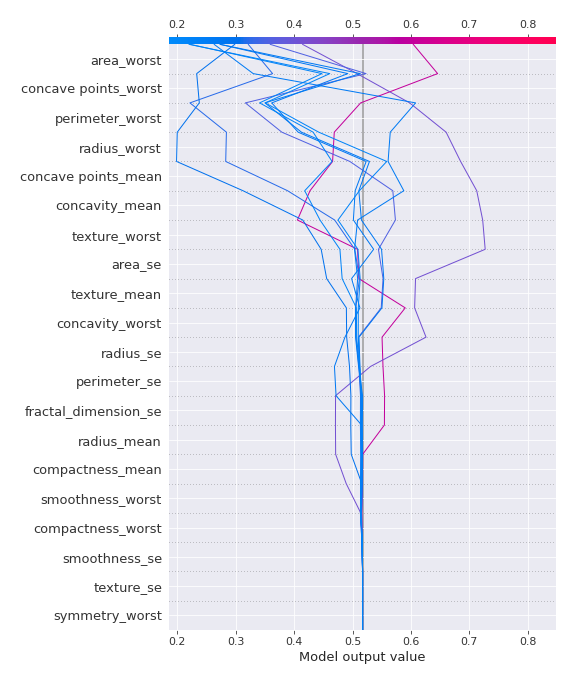 0.2 0.3 0.4 0.5 0.6 0.7 0.8
area_worst
concave points_worst
perimeter_worst
radius_worst
concave points_mean
concavity_mean
texture_worst
area_se
texture_mean
concavity_worst
radius_se
perimeter_se
fractal_dimension_se
radius_mean
compactness_mean
smoothness_worst
compactness_worst
smoothness_se
texture_se
symmetry_worst
0.2 0.3 0.4 0.5 0.6 0.7 0.8
Model output value